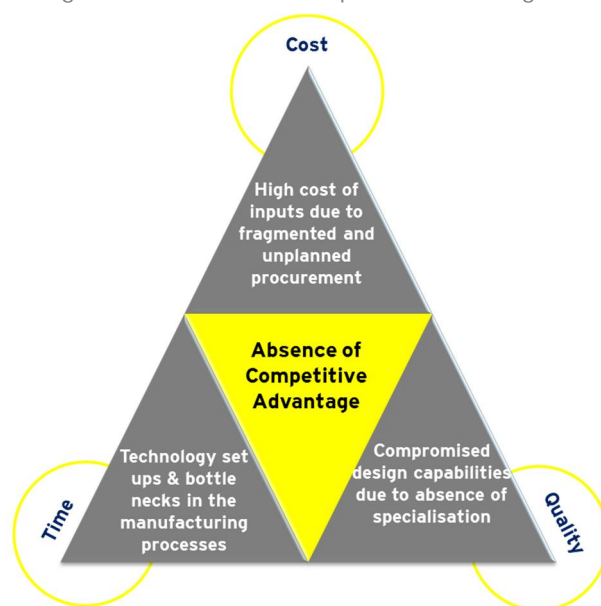 Cost
High cost of
inputs due to
fragmented and
unplanned
procurement
Absence of
Competitive
Advantage
Technology set
ups & bottle
necks in the
manufacturing
processes
Compromised
design capabilities
due to absence of
specialisation
Time
Quality